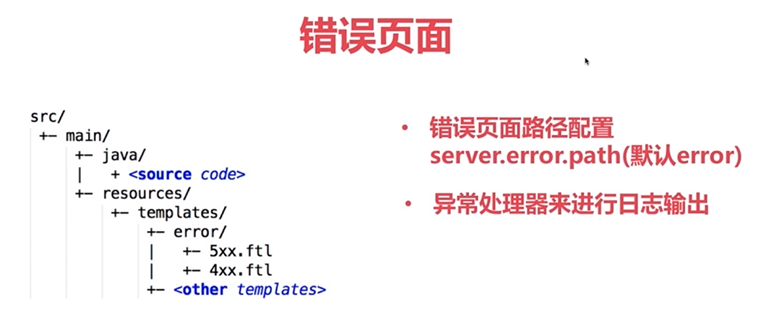 错误页面
src/
+- main/
+- java/
| + <source code>
+- resources/
+- templates/
+- error/
| +- 5xx.ftl
| +- 4xx.ftl
+- <other templates>
• 错误页面路径配置
server.error.path(默认error)
• 异常处理器来进行日志输出